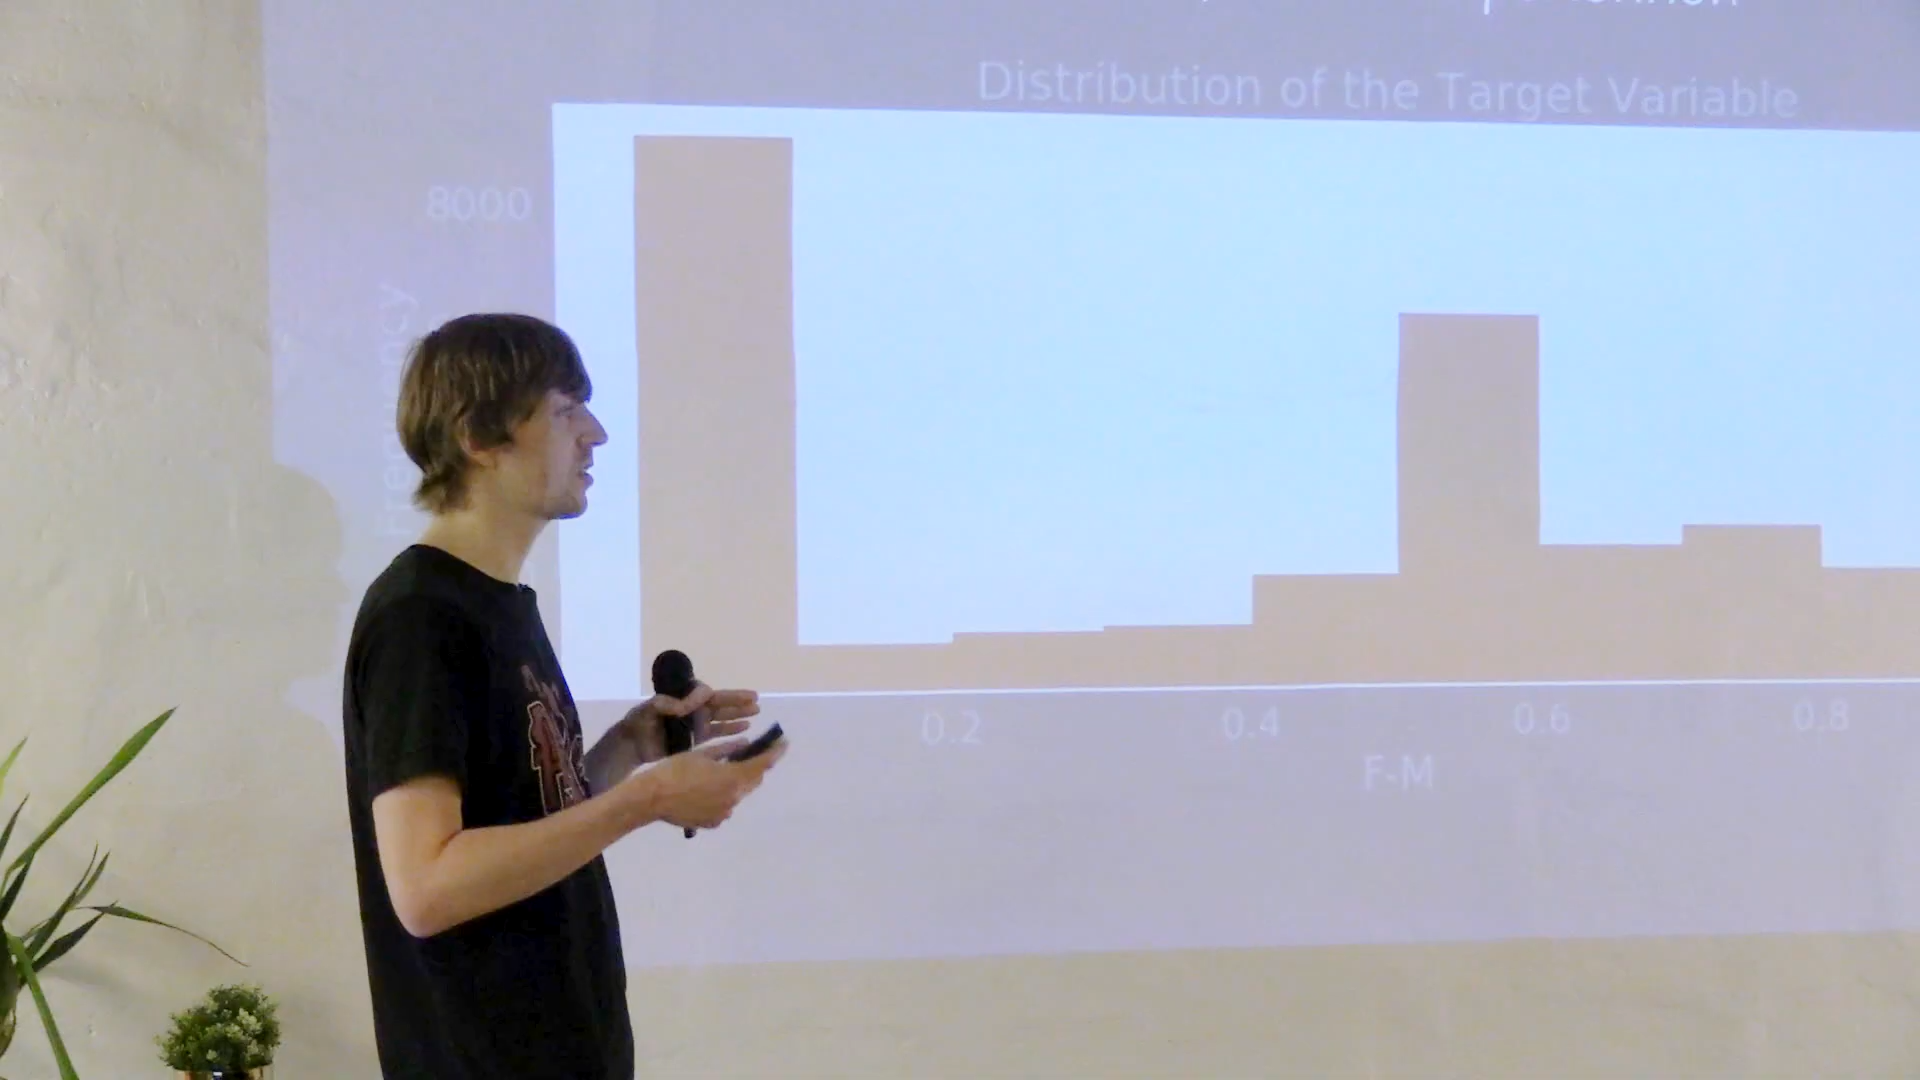 Distribution of the Target Variable
8000
Frequency
0.2 0.4 0.6 0.8
F-M